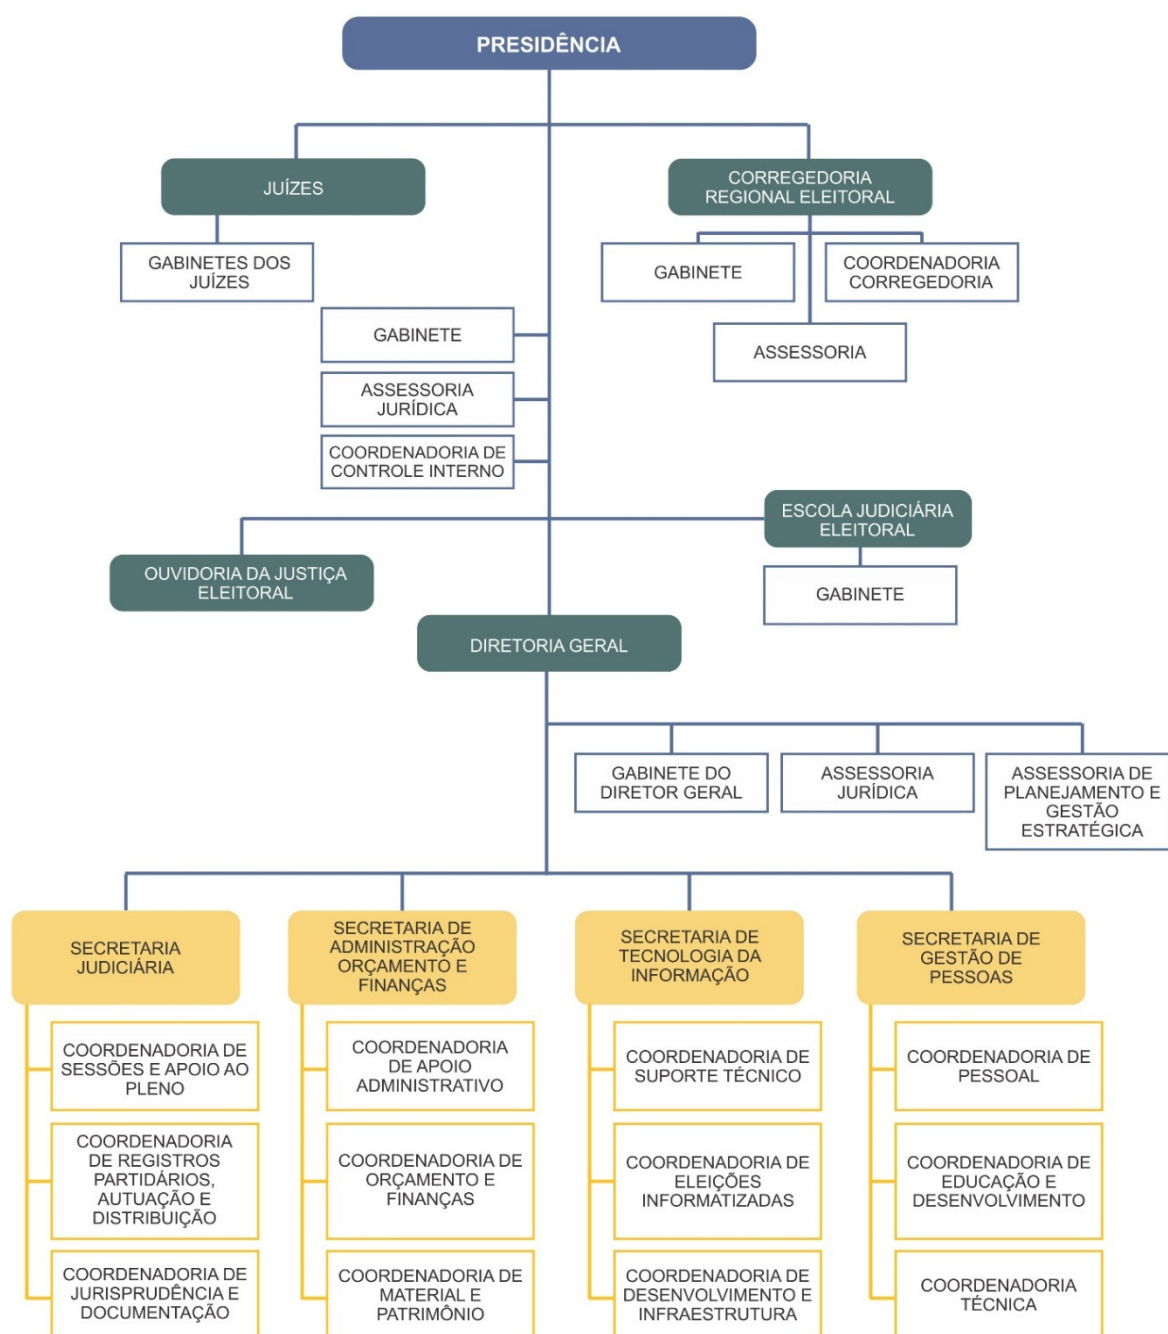 PRESIDÊNCIA
JUÍZES
CORREGEDORIA
REGIONAL ELEITORAL
GABINETES DOS
JUÍZES
GABINETE
COORDENADORIA
CORREGEDORIA
ASSESSORIA
GABINETE
ASSESSORIA
JURÍDICA
COORDENADORIA DE
CONTROLE INTERNO
ESCOLA JUDICIÁRIA
ELEITORAL
OUVIDORIA DA JUSTIÇA
ELEITORAL
GABINETE
DIRETORIA GERAL
GABINETE DO
DIRETOR GERAL
ASSESSORIA
JURÍDICA
ASSESSORIA DE
PLANEJAMENTO E
GESTÃO
ESTRATÉGICA
SECRETARIA
JUDICIÁRIA
SECRETARIA DE
ADMINISTRAÇÃO
ORÇAMENTO E
FINANÇAS
SECRETARIA DE
TECNOLOGIA DA
INFORMAÇÃO
SECRETARIA DE
GESTÃO DE
PESSOAS
COORDENADORIA DE
SESSÕES E APOIO AO
PLENO
COORDENADORIA
DE APOIO
ADMINISTRATIVO
COORDENADORIA DE
SUPORTE TÉCNICO
COORDENADORIA DE
PESSOAL
COORDENADORIA
DE REGISTROS
PARTIDÁRIOS,
AUTUAÇÃO E
DISTRIBUIÇÃO
COORDENADORIA DE
ORÇAMENTO E
FINANÇAS
COORDENADORIA DE
ELEIÇÕES
INFORMATIZADAS
COORDENADORIA DE
EDUCAÇÃO E
DESENVOLVIMENTO
COORDENADORIA DE
JURISPRUDÊNCIA E
DOCUMENTAÇÃO
COORDENADORIA DE
MATERIAL E
PATRIMÔNIO
COORDENADORIA DE
DESENVOLVIMENTO E
INFRAESTRUTURA
COORDENADORIA
TÉCNICA